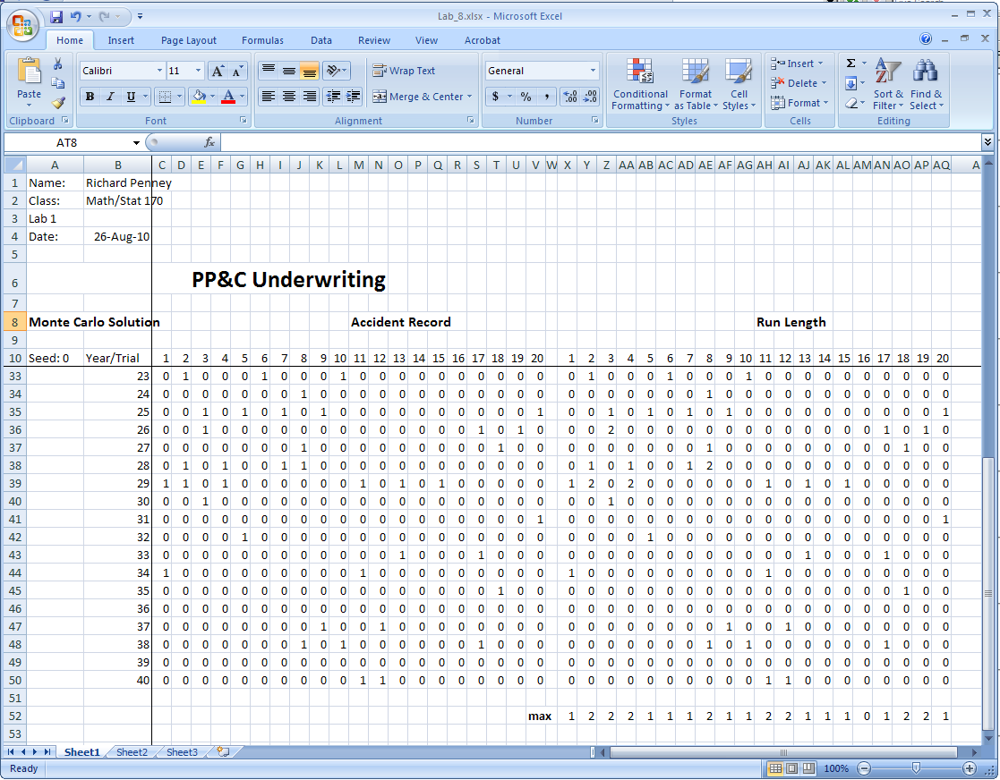 Lab_8.xlsx - Microsoft Excel
Home Insert Page Layout Formulas Data Review View Acrobat
Paste
Calibri 11 A A
B I U A
Wrap Text
Merge & Center
General
$ % , .00 .00
Conditional Formatting
Format as Table
Cell Styles
Insert
Delete
Format
Σ
Sort & Filter
Find & Select
Clipboard Font Alignment Number Styles Cells Editing
AT8 fx
A B C D E F G H I J K L M N O P Q R S T U V W X Y Z AA AB AC AD AE AF AG AH AI AJ AK AL AM AN AO AP AQ A
1 Name: Richard Penney
2 Class: Math/Stat 170
3 Lab 1
4 Date: 26-Aug-10
5
6 PP&C Underwriting
7
8 Monte Carlo Solution Accident Record Run Length
9
10 Seed: 0 Year/Trial 1 2 3 4 5 6 7 8 9 10 11 12 13 14 15 16 17 18 19 20 1 2 3 4 5 6 7 8 9 10 11 12 13 14 15 16 17 18 19 20
33 23 0 1 0 0 0 1 0 0 0 1 0 0 0 0 0 0 0 0 0 0 0 1 0 0 0 1 0 0 0 1 0 0 0 0 0 0 0 0 0 0
34 24 0 0 0 0 0 0 0 1 0 0 0 0 0 0 0 0 0 0 0 0 0 0 0 0 0 0 0 1 0 0 0 0 0 0 0 0 0 0 0 0
35 25 0 0 1 0 1 0 1 0 1 0 0 0 0 0 0 0 0 0 0 1 0 0 1 0 1 0 1 0 1 0 0 0 0 0 0 0 0 0 0 1
36 26 0 0 1 0 0 0 0 0 0 0 0 0 0 0 0 0 1 0 1 0 0 0 2 0 0 0 0 0 0 0 0 0 0 0 0 0 1 0 1 0
37 27 0 0 0 0 0 0 0 1 0 0 0 0 0 0 0 0 0 1 0 0 0 0 0 0 0 0 0 1 0 0 0 0 0 0 0 0 0 1 0 0
38 28 0 1 0 1 0 0 1 1 0 0 0 0 0 0 0 0 0 0 0 0 0 1 0 1 0 0 1 2 0 0 0 0 0 0 0 0 0 0 0 0
39 29 1 1 0 1 0 0 0 0 0 0 1 0 1 0 1 0 0 0 0 0 1 2 0 2 0 0 0 0 0 0 1 0 1 0 1 0 0 0 0 0
40 30 0 0 1 0 0 0 0 0 0 0 0 0 0 0 0 0 0 0 0 0 0 0 1 0 0 0 0 0 0 0 0 0 0 0 0 0 0 0 0 0
41 31 0 0 0 0 0 0 0 0 0 0 0 0 0 0 0 0 0 0 0 1 0 0 0 0 0 0 0 0 0 0 0 0 0 0 0 0 0 0 0 1
42 32 0 0 0 0 1 0 0 0 0 0 0 0 0 0 0 0 0 0 0 0 0 0 0 0 1 0 0 0 0 0 0 0 0 0 0 0 0 0 0 0
43 33 0 0 0 0 0 0 0 0 0 0 0 0 1 0 0 0 1 0 0 0 0 0 0 0 0 0 0 0 0 0 0 0 1 0 0 0 1 0 0 0
44 34 1 0 0 0 0 0 0 0 0 0 1 0 0 0 0 0 0 0 0 0 1 0 0 0 0 0 0 0 0 0 1 0 0 0 0 0 0 0 0 0
45 35 0 0 0 0 0 0 0 0 0 0 0 0 0 0 0 0 0 1 0 0 0 0 0 0 0 0 0 0 0 0 0 0 0 0 0 0 0 1 0 0
46 36 0 0 0 0 0 0 0 0 0 0 0 0 0 0 0 0 0 0 0 0 0 0 0 0 0 0 0 0 0 0 0 0 0 0 0 0 0 0 0 0
47 37 0 0 0 0 0 0 0 0 1 0 0 1 0 0 0 0 0 0 0 0 0 0 0 0 0 0 0 0 1 0 0 1 0 0 0 0 0 0 0 0
48 38 0 0 0 0 0 0 0 1 0 1 0 0 0 0 0 0 1 0 0 0 0 0 0 0 0 0 0 1 0 1 0 0 0 0 0 0 1 0 0 0
49 39 0 0 0 0 0 0 0 0 0 0 0 0 0 0 0 0 0 0 0 0 0 0 0 0 0 0 0 0 0 0 0 0 0 0 0 0 0 0 0 0
50 40 0 0 0 0 0 0 0 0 0 0 1 1 0 0 0 0 0 0 0 0 0 0 0 0 0 0 0 0 0 0 1 1 0 0 0 0 0 0 0 0
51
52 max 1 2 2 2 1 1 1 2 1 1 2 2 1 1 1 0 1 2 2 1
53
Sheet1 Sheet2 Sheet3
Ready 100%